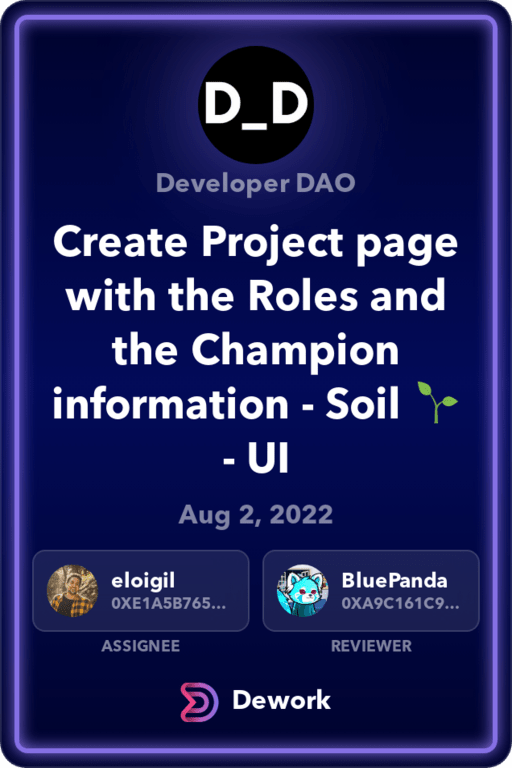 D_D
Developer DAO
Create Project page
with the Roles and
the Champion
information - Soil 🌱
- UI
Aug 2, 2022
eloigil
0XE1A5B765...
ASSIGNEE
BluePanda
0XA9C161C9...
REVIEWER
Dework